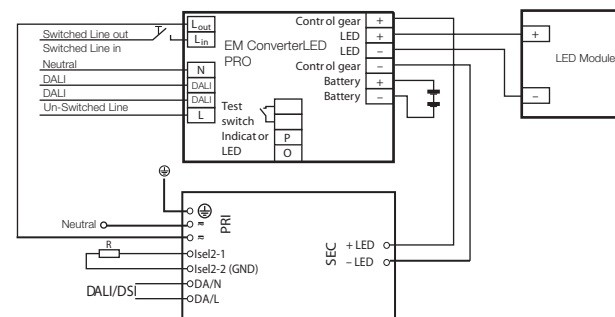 Lout
Lin
Switched Line out
Switched Line in
Neutral
DALI
DALI
Un-Switched Line
N
DALI
DALI
L
EM ConverterLED
PRO
Test
switch
Indicator
LED
P
O
Control gear +
LED +
LED –
Control gear –
Battery +
Battery –
+
–
LED Module
Neutral
PRI
SEC
+ LED
– LED
R
Isel2-1
Isel2-2 (GND)
DALI/DSI
DA/N
DA/L